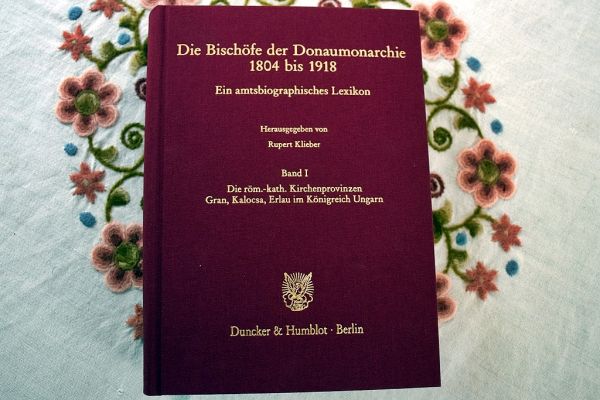 Die Bischöfe der Donaumonarchie
1804 bis 1918
Ein amtsbiographisches Lexikon
Herausgegeben von
Rupert Klieber
Band I
Die röm.-kath. Kirchenprovinzen
Gran, Kalocsa, Erlau im Königreich Ungarn
Duncker & Humblot · Berlin